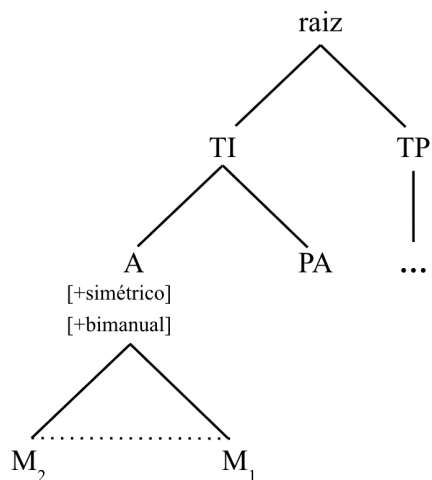 raiz
TI TP
A PA ...
[+simétrico]
[+bimanual]
M₂ M₁